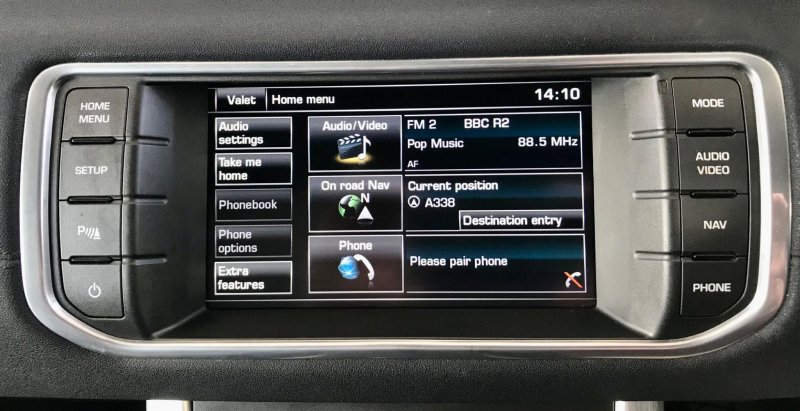 HOME
MENU
SETUP
P
Valet
Home menu
14:10
Audio
settings
Take me
home
Phonebook
Phone
options
Extra
features
Audio/Video
FM 2 BBC R2
Pop Music 88.5 MHz
AF
On road Nav
N
Current position
A338
Destination entry
Phone
Please pair phone
MODE
AUDIO
VIDEO
NAV
PHONE